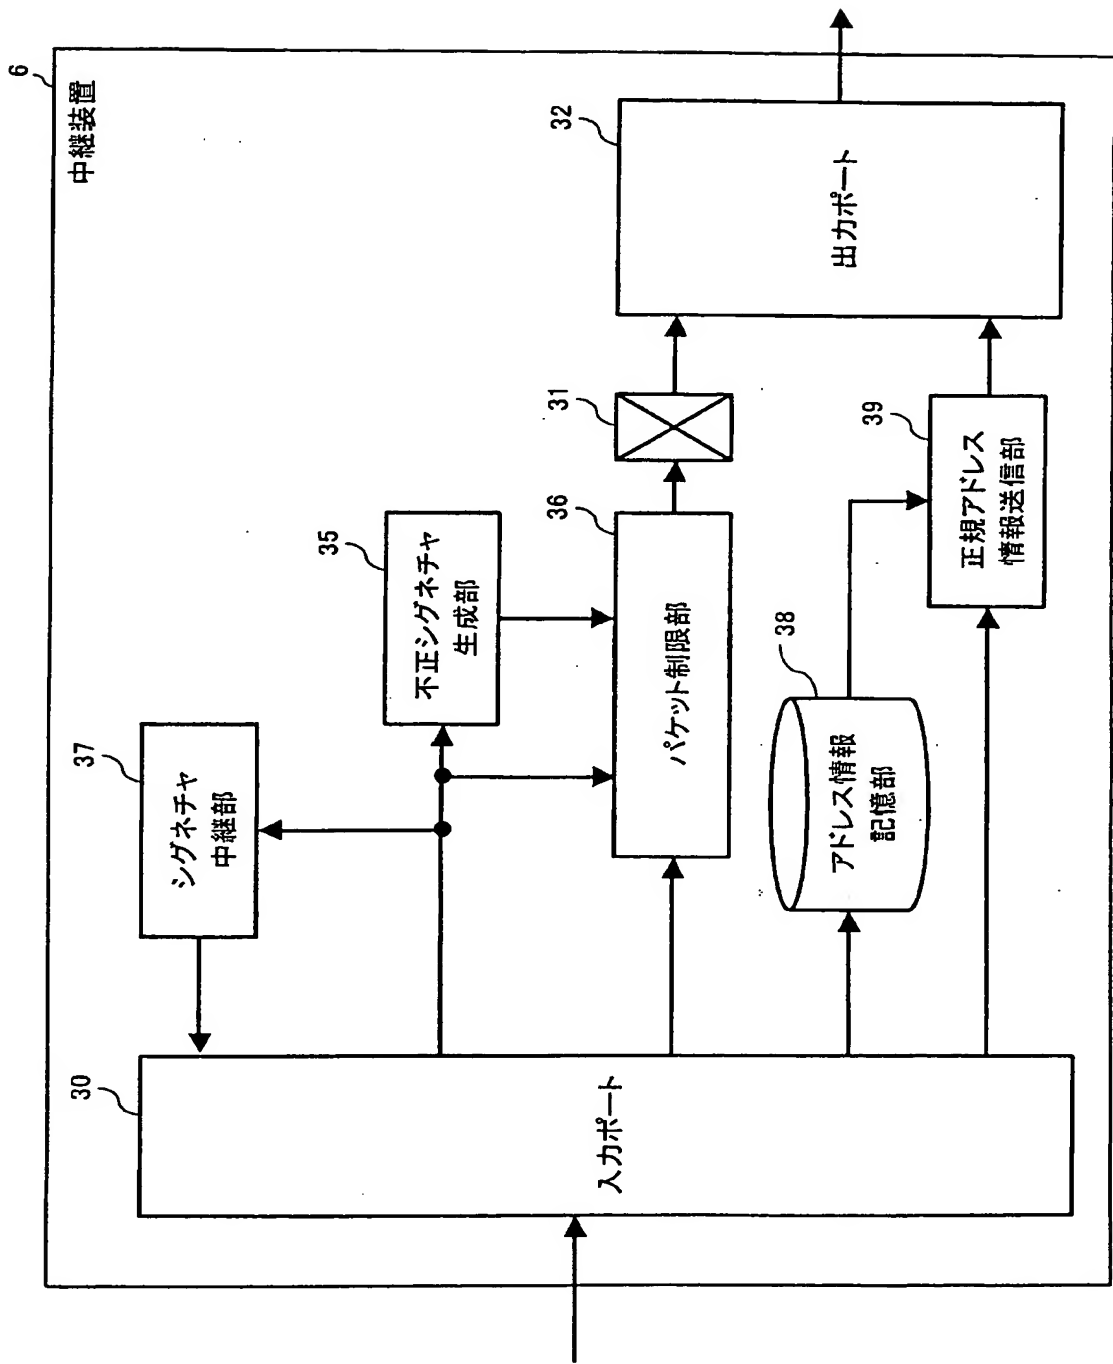 6
中継装置
30
入力ポート
37
シグネチャ
中継部
35
不正シグネチャ
生成部
36
パケット制限部
31
32
出力ポート
38
アドレス情報
記憶部
39
正規アドレス
情報送信部